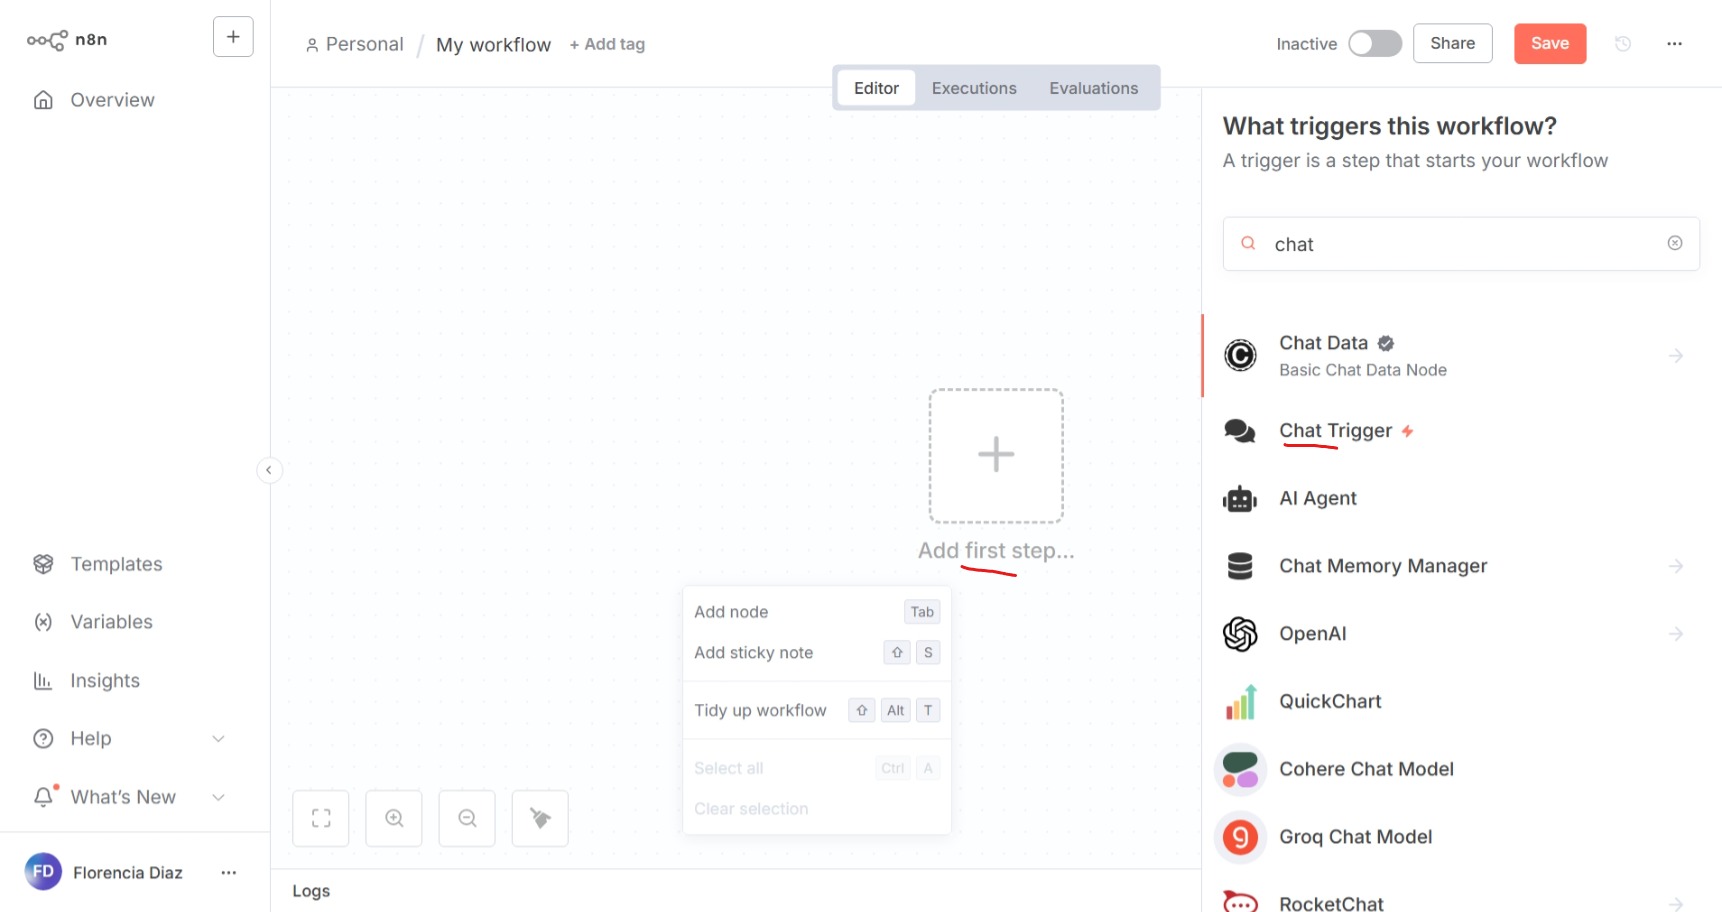 n8n
+
Personal / My workflow + Add tag
Inactive
Share
Save
Editor Executions Evaluations
Overview
What triggers this workflow?
A trigger is a step that starts your workflow
chat
Chat Data
Basic Chat Data Node
Chat Trigger
AI Agent
Chat Memory Manager
OpenAI
QuickChart
Cohere Chat Model
Groq Chat Model
RocketChat
Add first step...
Add node Tab
Add sticky note ⇧ S
Tidy up workflow ⇧ Alt T
Select all Ctrl A
Clear selection
Templates
Variables
Insights
Help
What's New
FD Florencia Diaz
Logs